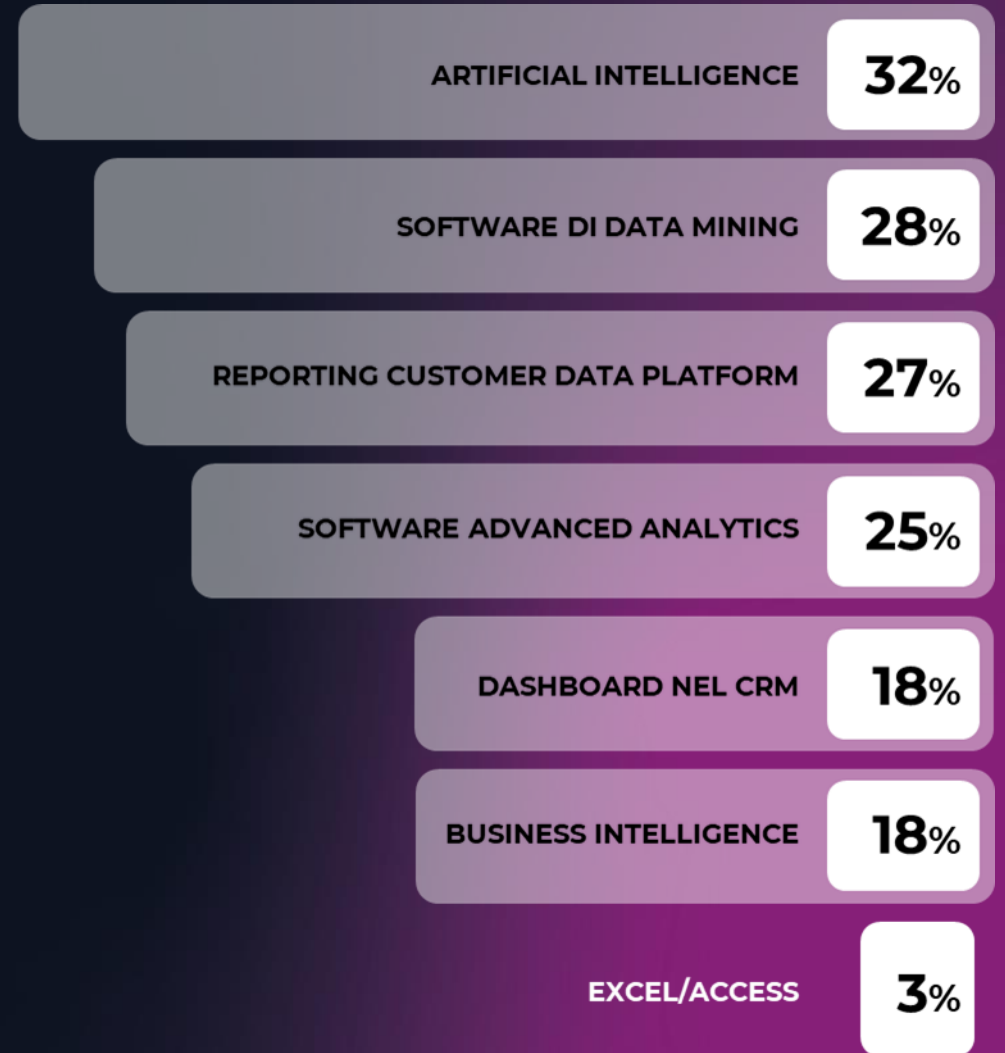 ARTIFICIAL INTELLIGENCE 32%
SOFTWARE DI DATA MINING 28%
REPORTING CUSTOMER DATA PLATFORM 27%
SOFTWARE ADVANCED ANALYTICS 25%
DASHBOARD NEL CRM 18%
BUSINESS INTELLIGENCE 18%
EXCEL/ACCESS 3%